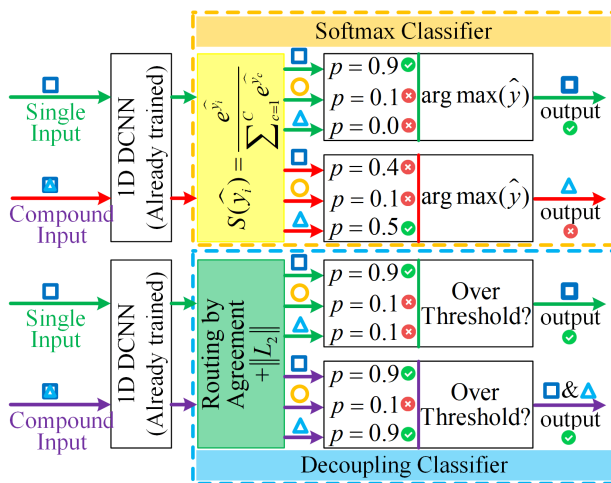 Softmax Classifier
Single
Input
Compound
Input
1D DCNN
(Already trained)
S(ŷ_i) = e^{ŷ_i} / ∑_{c=1}^{C} e^{ŷ_c}
p = 0.9
p = 0.1
p = 0.0
arg max(ŷ)
output
p = 0.4
p = 0.1
p = 0.5
arg max(ŷ)
output
Single
Input
Compound
Input
1D DCNN
(Already trained)
Routing by
Agreement
+‖L₂‖
p = 0.9
p = 0.1
p = 0.1
Over
Threshold?
output
p = 0.9
p = 0.1
p = 0.9
Over
Threshold?
&
output
Decoupling Classifier